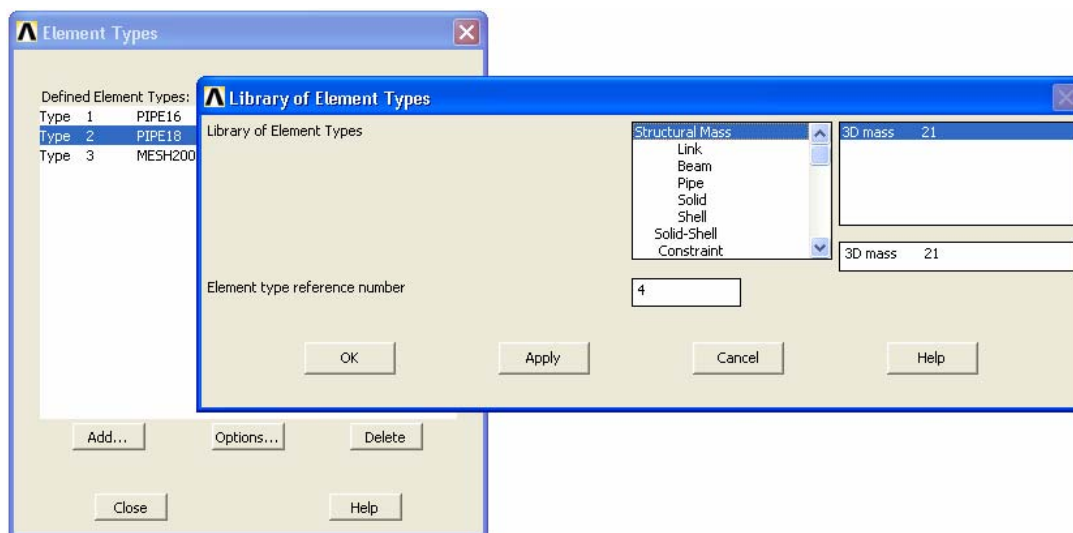 Element Types
Defined Element Types:
Type 1 PIPE16
Type 2 PIPE18
Type 3 MESH200
Add...
Options...
Delete
Close
Help
Library of Element Types
Library of Element Types
Structural Mass
Link
Beam
Pipe
Solid
Shell
Solid-Shell
Constraint
3D mass 21
3D mass 21
Element type reference number
4
OK
Apply
Cancel
Help